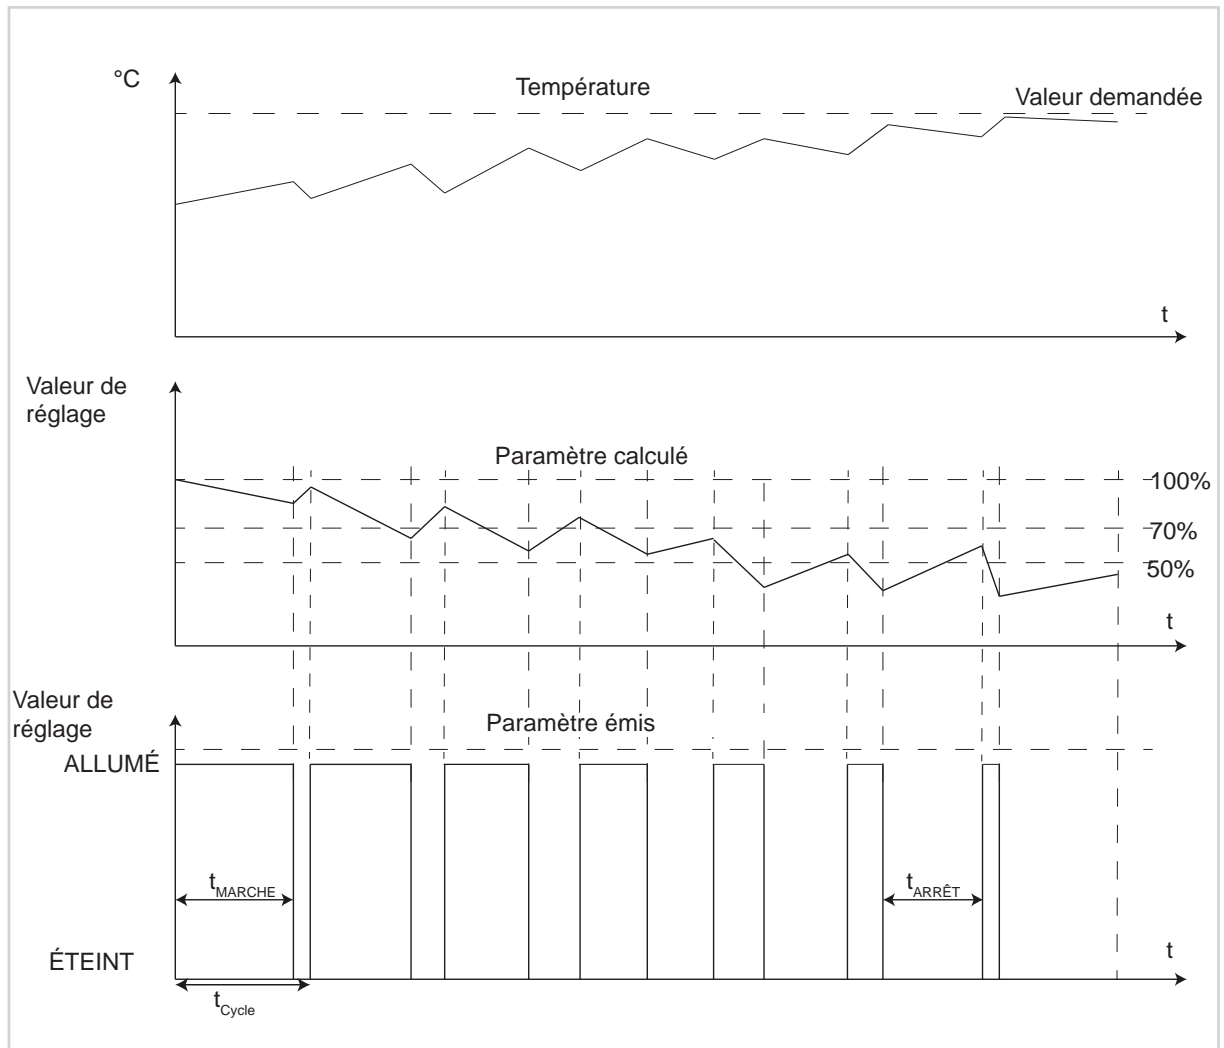 °C
Température
Valeur demandée
t
Valeur de
réglage
Paramètre calculé
100%
70%
50%
t
Valeur de
réglage
Paramètre émis
ALLUMÉ
tMARCHE
tARRÊT
ÉTEINT
t
tCycle